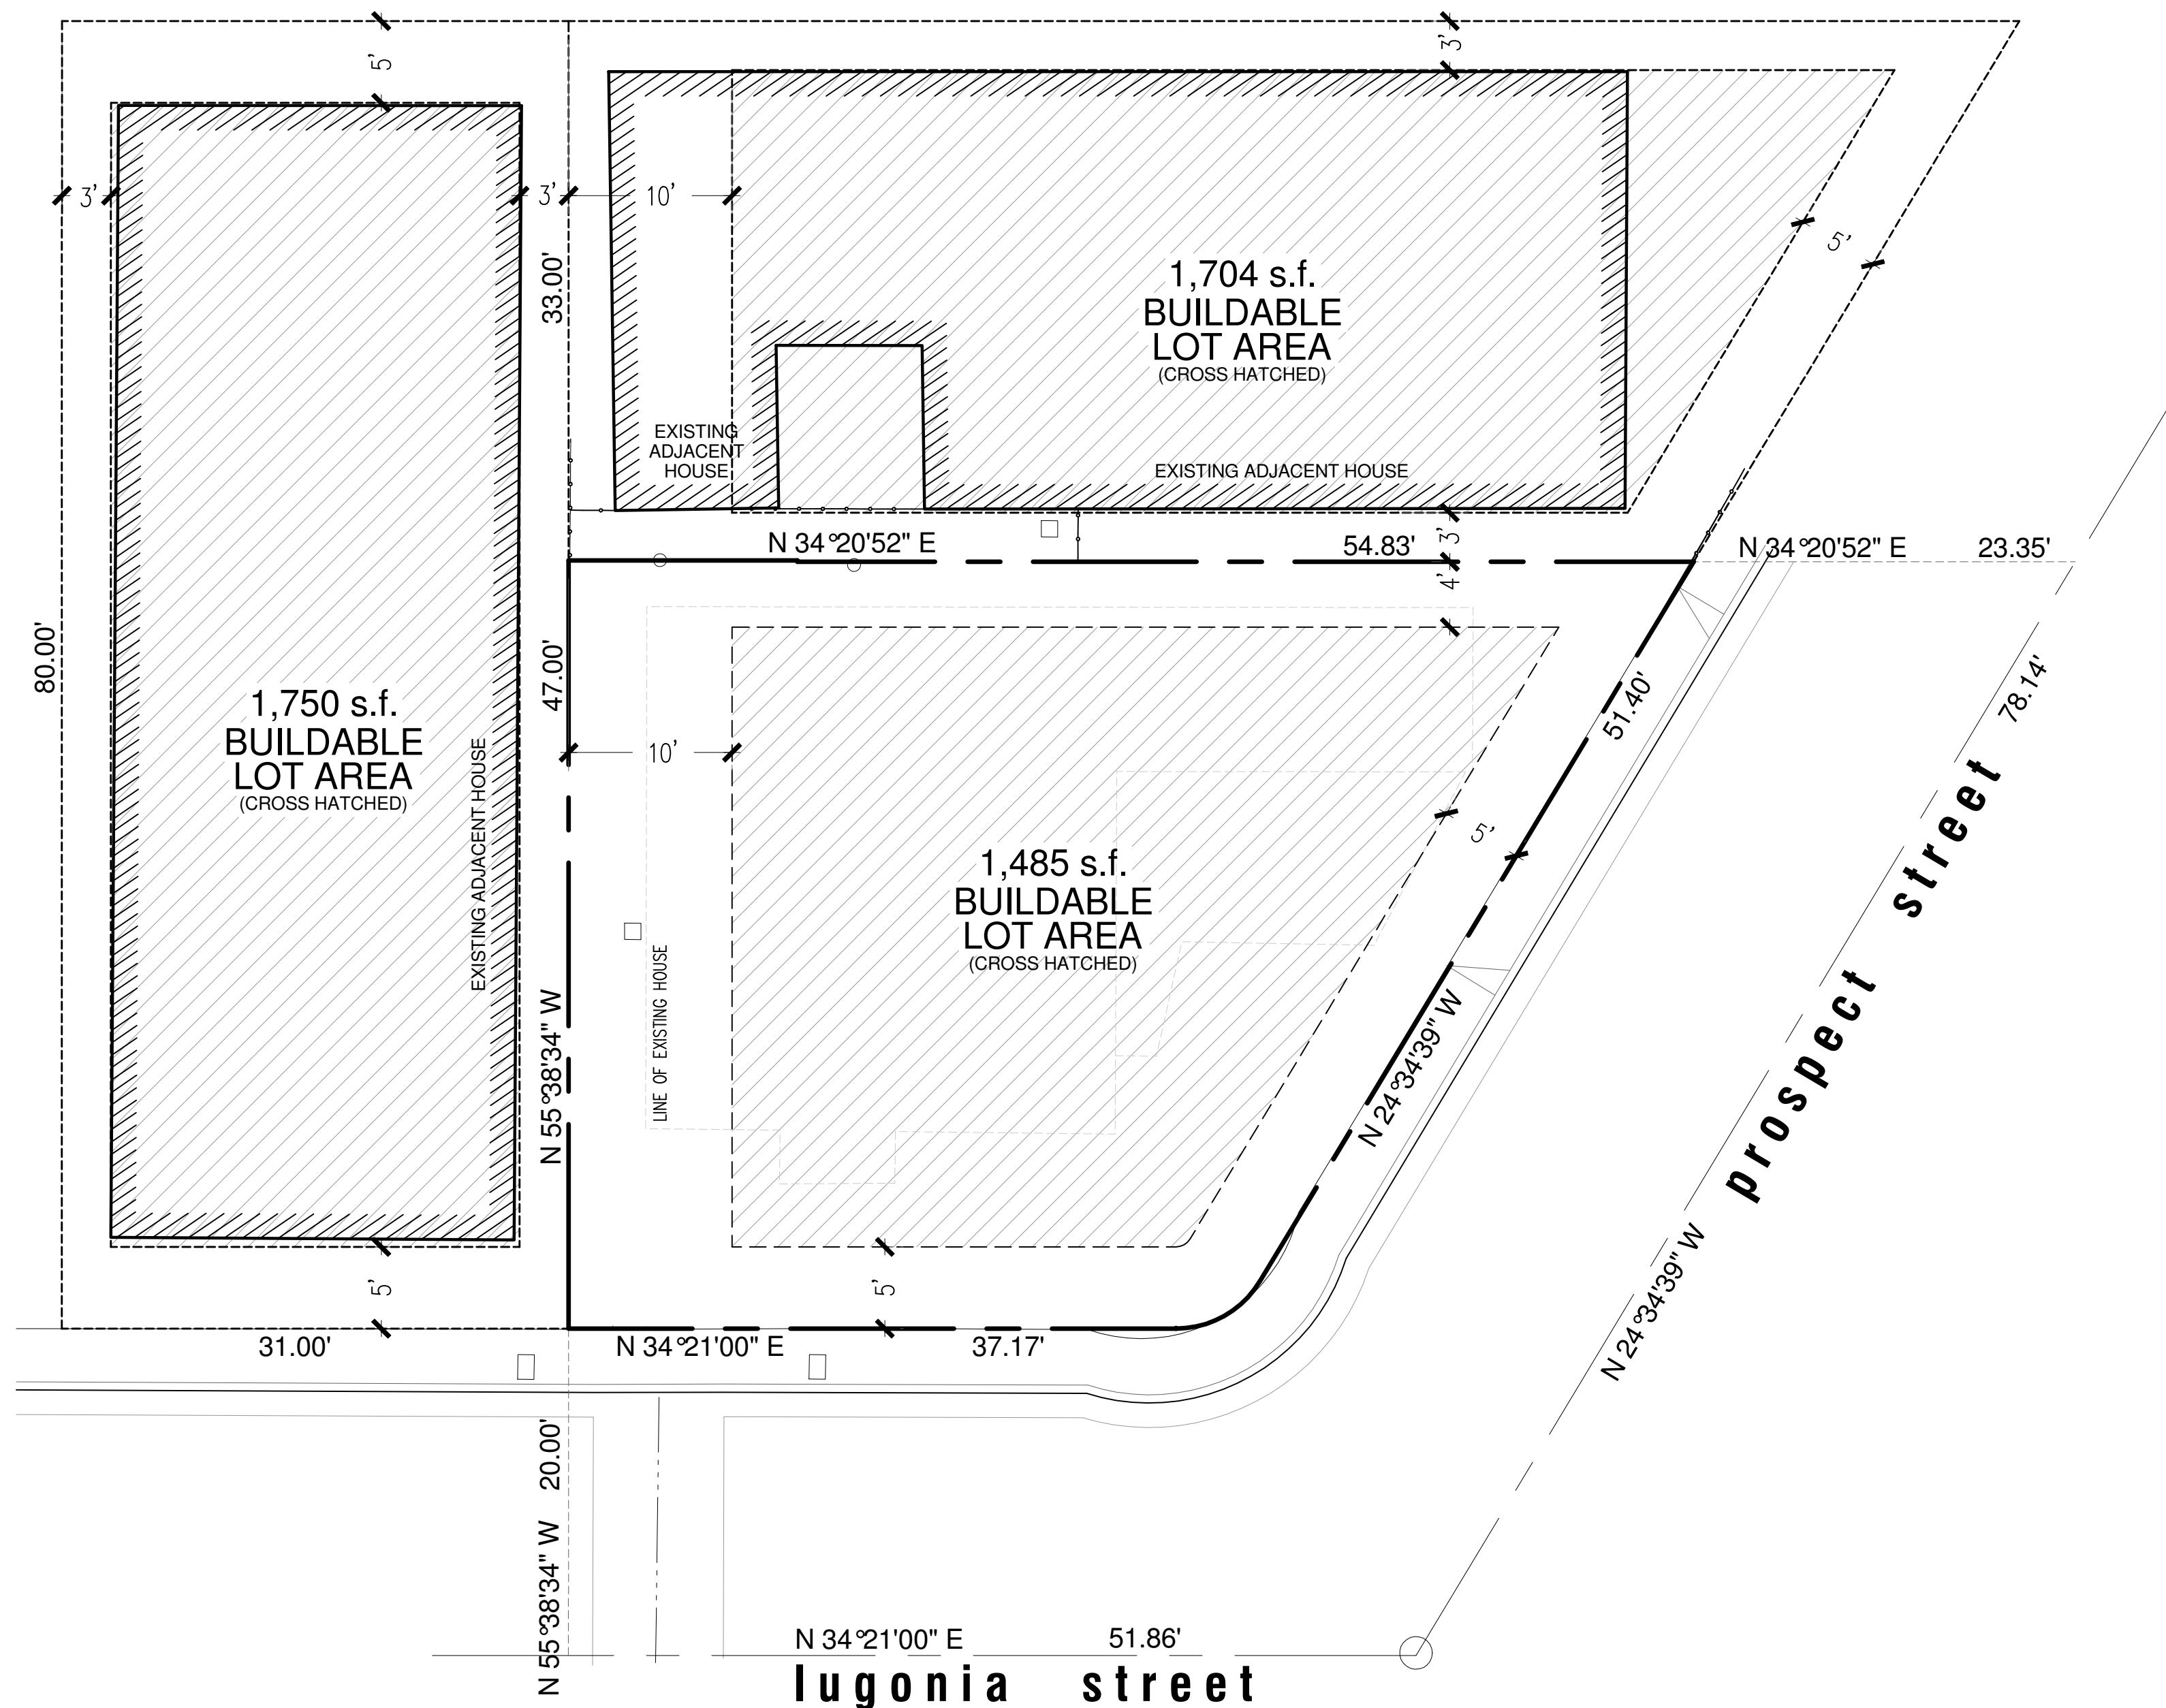 5'
3'
3'
3'
10'
33.00'
1,704 s.f.
BUILDABLE
LOT AREA
(CROSS HATCHED)
5'
EXISTING
ADJACENT
HOUSE
EXISTING ADJACENT HOUSE
N 34°20'52" E
54.83'
3'
4'
N 34°20'52" E
23.35'
80.00'
47.00'
1,750 s.f.
BUILDABLE
LOT AREA
(CROSS HATCHED)
EXISTING ADJACENT HOUSE
10'
51.40'
78.14'
5'
1,485 s.f.
BUILDABLE
LOT AREA
(CROSS HATCHED)
LINE OF EXISTING HOUSE
N 55°38'34" W
N 24°34'39" W
prospect street
N 24°34'39" W
5'
5'
31.00'
N 34°21'00" E
37.17'
N 55°38'34" W 20.00'
N 34°21'00" E
51.86'
lugonia street